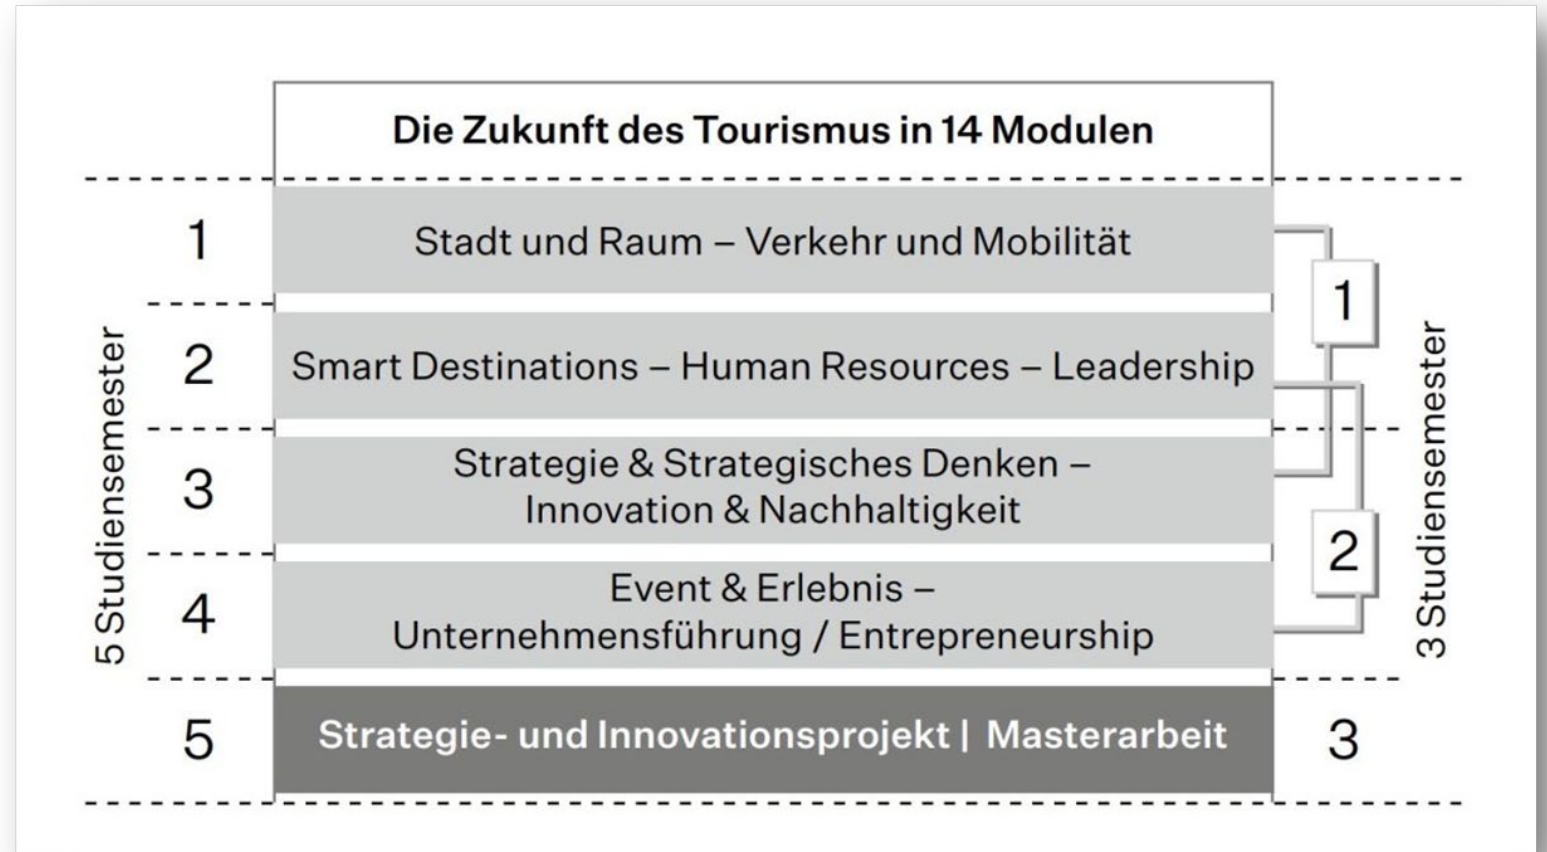 Die Zukunft des Tourismus in 14 Modulen
5 Studiensemester
1
Stadt und Raum – Verkehr und Mobilität
2
Smart Destinations – Human Resources – Leadership
3
Strategie & Strategisches Denken –
Innovation & Nachhaltigkeit
4
Event & Erlebnis –
Unternehmensführung / Entrepreneurship
5
Strategie- und Innovationsprojekt | Masterarbeit
1
2
3
3 Studiensemester